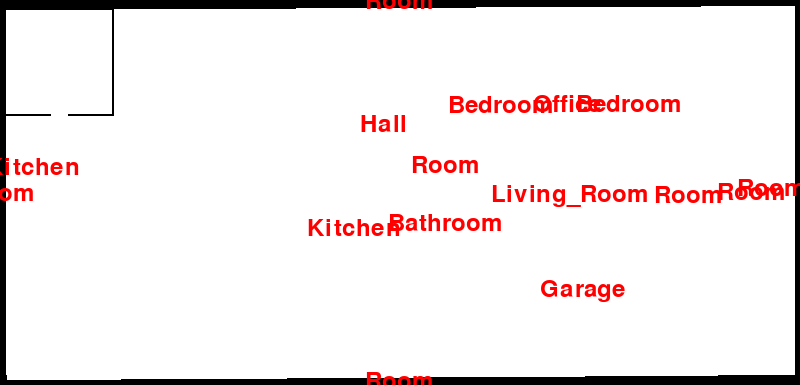 Room
Bedroom Office Bedroom
Hall
Room
Kitchen
Living_Room Room Room Room
om
Kitchen Bathroom
Garage
Room